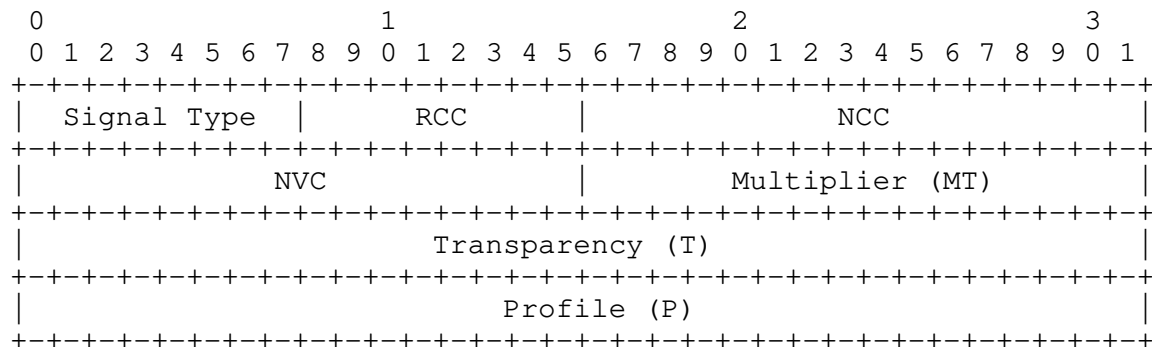 0                   1                   2                   3
 0 1 2 3 4 5 6 7 8 9 0 1 2 3 4 5 6 7 8 9 0 1 2 3 4 5 6 7 8 9 0 1
+-+-+-+-+-+-+-+-+-+-+-+-+-+-+-+-+-+-+-+-+-+-+-+-+-+-+-+-+-+-+-+-+
|  Signal Type  |      RCC      |              NCC              |
+-+-+-+-+-+-+-+-+-+-+-+-+-+-+-+-+-+-+-+-+-+-+-+-+-+-+-+-+-+-+-+-+
|              NVC              |        Multiplier (MT)        |
+-+-+-+-+-+-+-+-+-+-+-+-+-+-+-+-+-+-+-+-+-+-+-+-+-+-+-+-+-+-+-+-+
|                       Transparency (T)                        |
+-+-+-+-+-+-+-+-+-+-+-+-+-+-+-+-+-+-+-+-+-+-+-+-+-+-+-+-+-+-+-+-+
|                           Profile (P)                         |
+-+-+-+-+-+-+-+-+-+-+-+-+-+-+-+-+-+-+-+-+-+-+-+-+-+-+-+-+-+-+-+-+